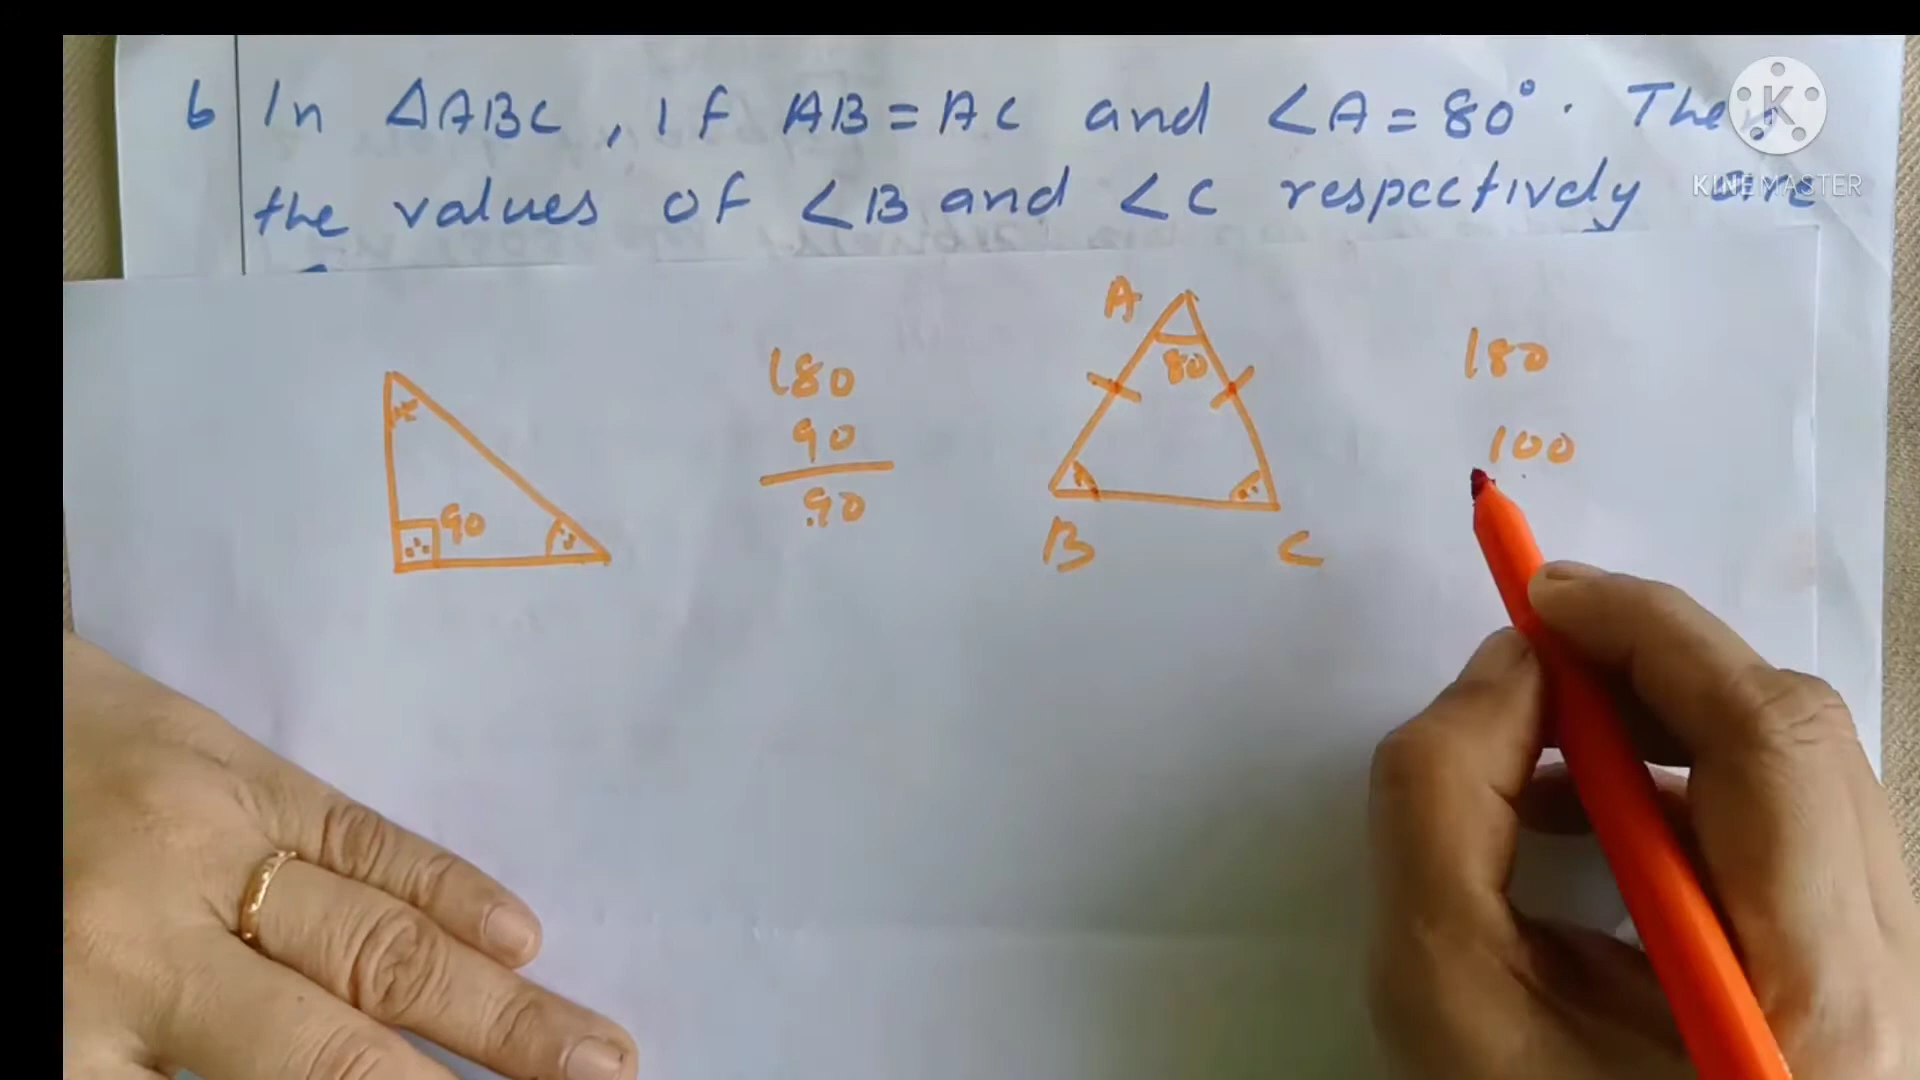 6 In △ABC, If AB = AC and ∠A = 80°. Then
the values of ∠B and ∠C respectively are
A
180
80
180
90
90
100
90
B
C
K
KINEMASTER